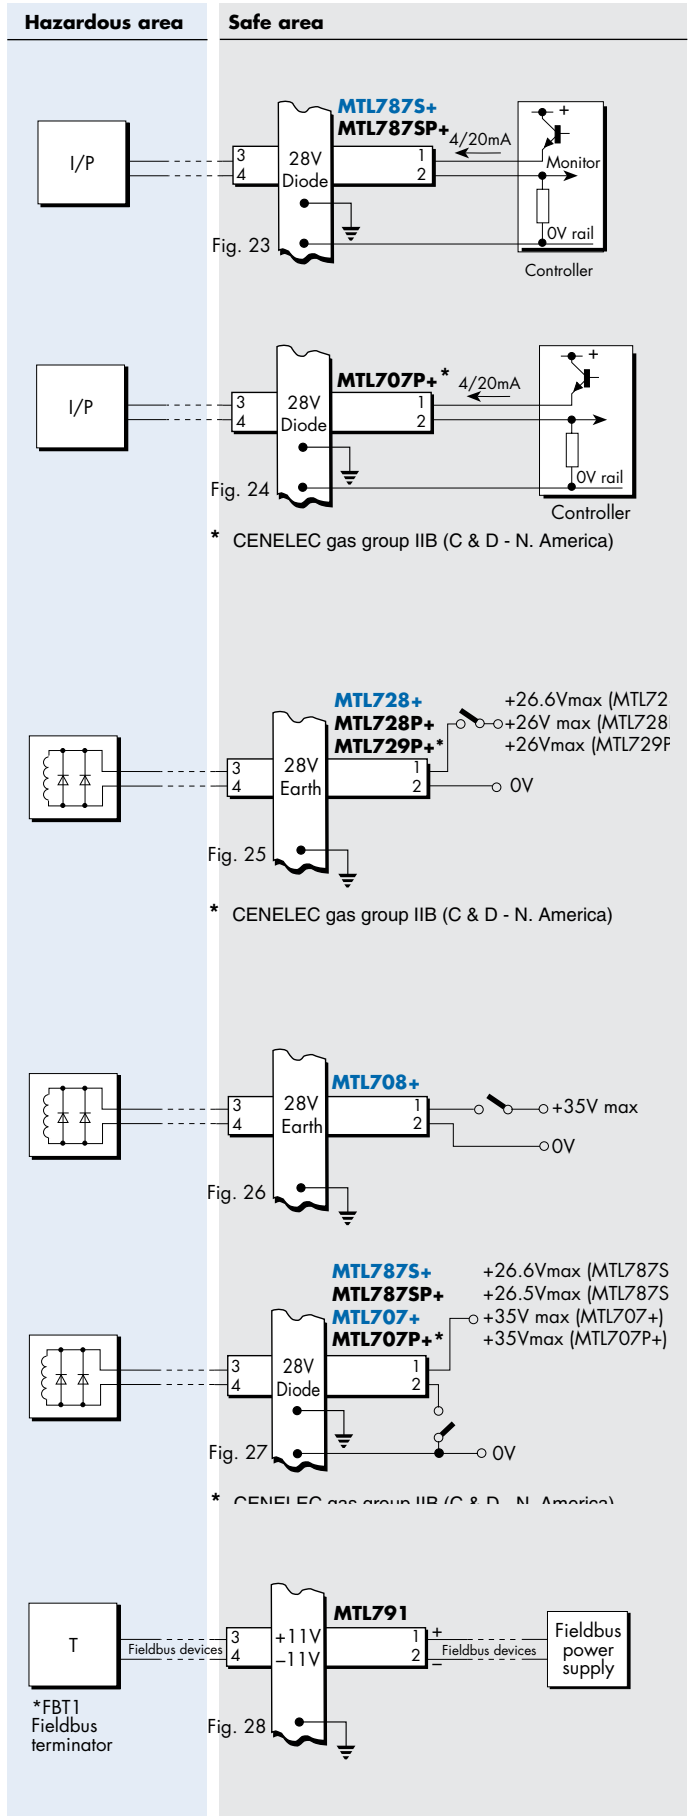 Hazardous area
Safe area
MTL787S+
MTL787SP+
4/20mA
+
I/P
3
4
28V
Diode
1
2
Monitor
0V rail
Fig. 23
Controller
MTL707P+*
4/20mA
+
I/P
3
4
28V
Diode
1
2
0V rail
Fig. 24
Controller
* CENELEC gas group IIB (C & D - N. America)
MTL728+
MTL728P+
MTL729P+*
+26.6Vmax (MTL72
+26V max (MTL728
+26Vmax (MTL729P
3
4
28V
Earth
1
2
0V
Fig. 25
* CENELEC gas group IIB (C & D - N. America)
MTL708+
3
4
28V
Earth
1
2
+35V max
0V
Fig. 26
MTL787S+
MTL787SP+
MTL707+
MTL707P+*
+26.6Vmax (MTL787S
+26.5Vmax (MTL787S
+35V max (MTL707+)
+35Vmax (MTL707P+)
3
4
28V
Diode
1
2
Fig. 27
0V
* CENELEC gas group IIB (C & D - N. America)
MTL791
T
Fieldbus devices
3
4
+11V
–11V
1
2
+
–
Fieldbus devices
Fieldbus
power
supply
*FBT1
Fieldbus
terminator
Fig. 28